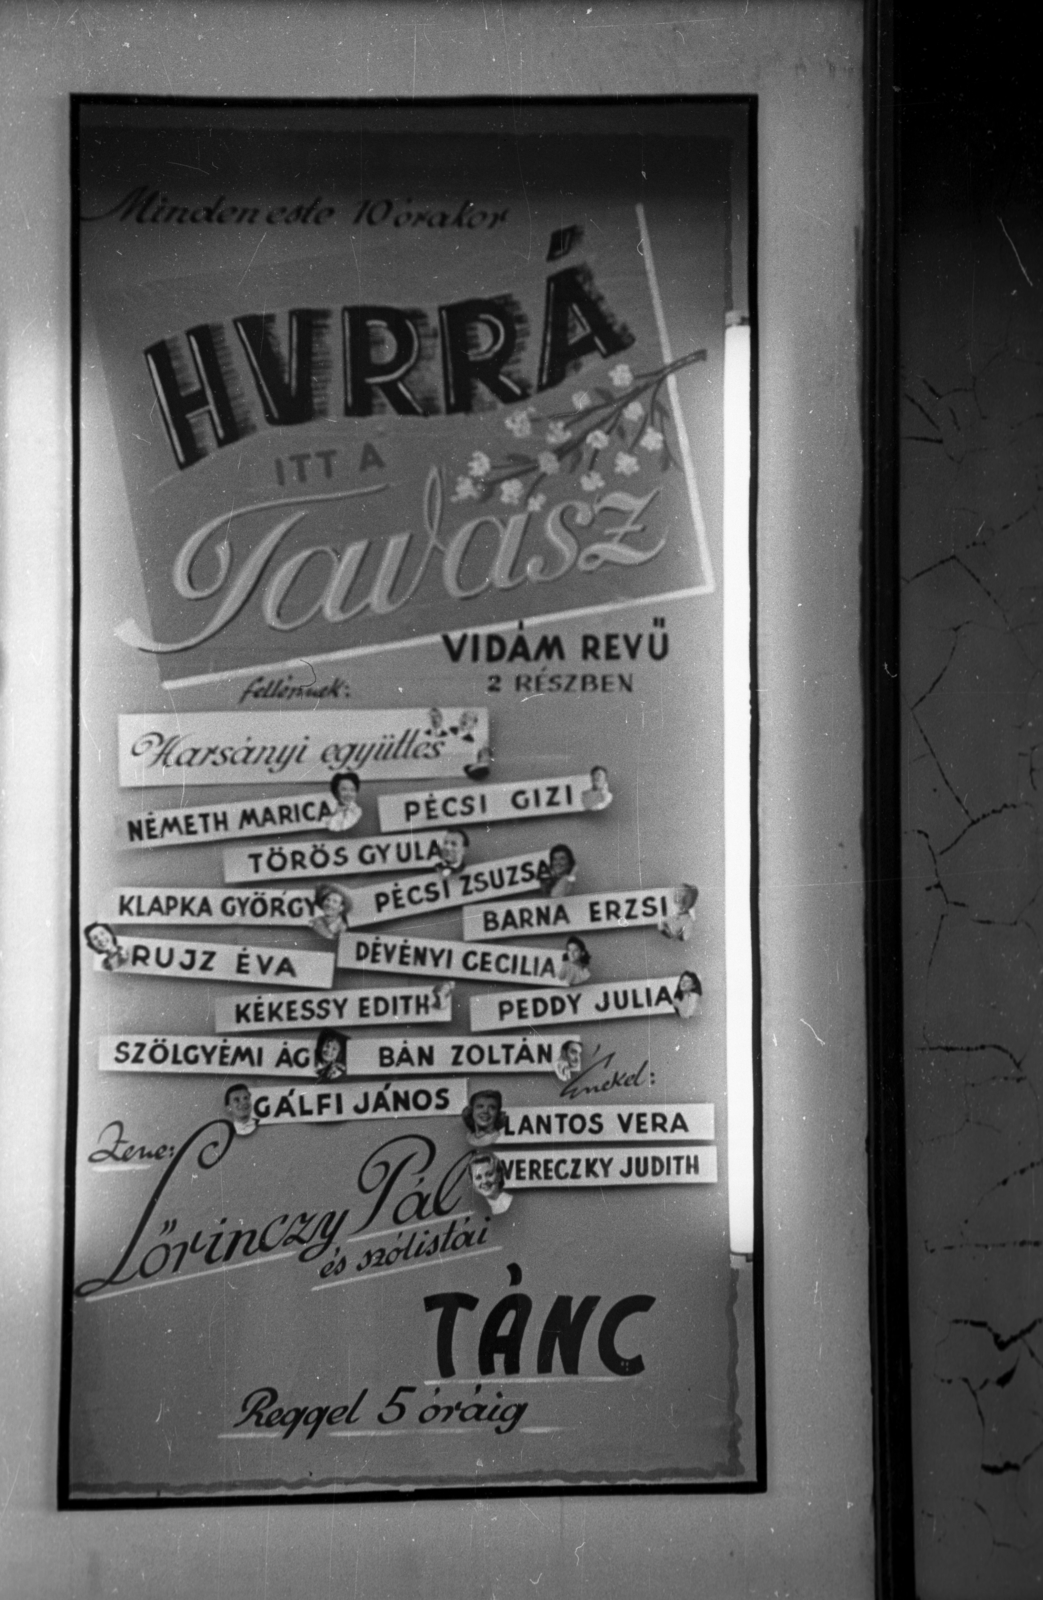 Minden este 10 órakor
HURRÁ
ITT A
Tavasz
VIDÁM REVŰ
2 RÉSZBEN
fellépnek:
Harsányi együttes
NÉMETH MARICA
PÉCSI GIZI
TÖRÖS GYULA
KLAPKA GYÖRGY
PÉCSI ZSUZSA
BARNA ERZSI
RUJZ ÉVA
DÉVÉNYI CECILIA
KÉKESSY EDITH
PEDDY JULIA
SZÖLGYÉMI ÁGI
BÁN ZOLTÁN
GÁLFI JÁNOS
Énekel:
LANTOS VERA
VERECZKY JUDITH
Zene:
Lőrinczy Pál
és szólistái
TÁNC
Reggel 5 óráig